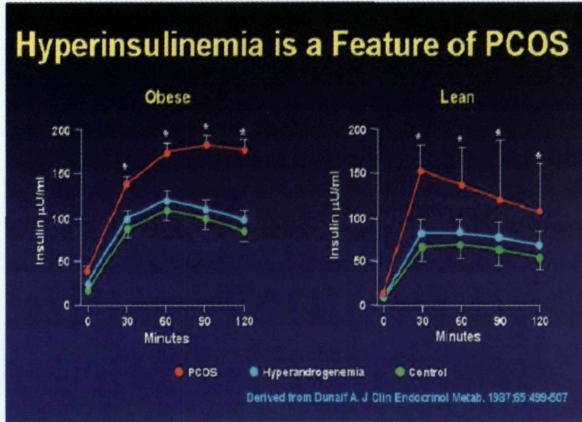 Hyperinsulinemia is a Feature of PCOS
Obese
Lean
200
150
100
50
0
Insulin µU/ml
0 30 60 90 120
Minutes
200
150
100
50
0
Insulin µU/ml
0 30 60 90 120
Minutes
PCOS Hyperandrogenemia Control
Derived from Dunaif A. J Clin Endocrinol Metab. 1987;65:499-507